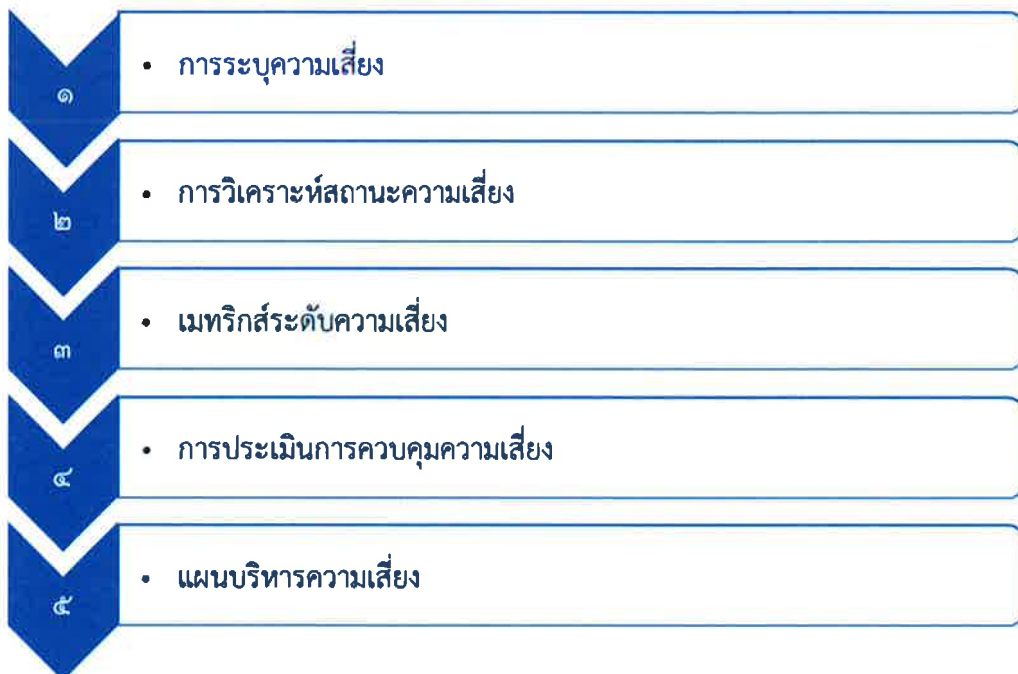 ๑
• การระบุความเสี่ยง
๒
• การวิเคราะห์สถานะความเสี่ยง
๓
• เมทริกส์ระดับความเสี่ยง
๔
• การประเมินการควบคุมความเสี่ยง
๕
• แผนบริหารความเสี่ยง